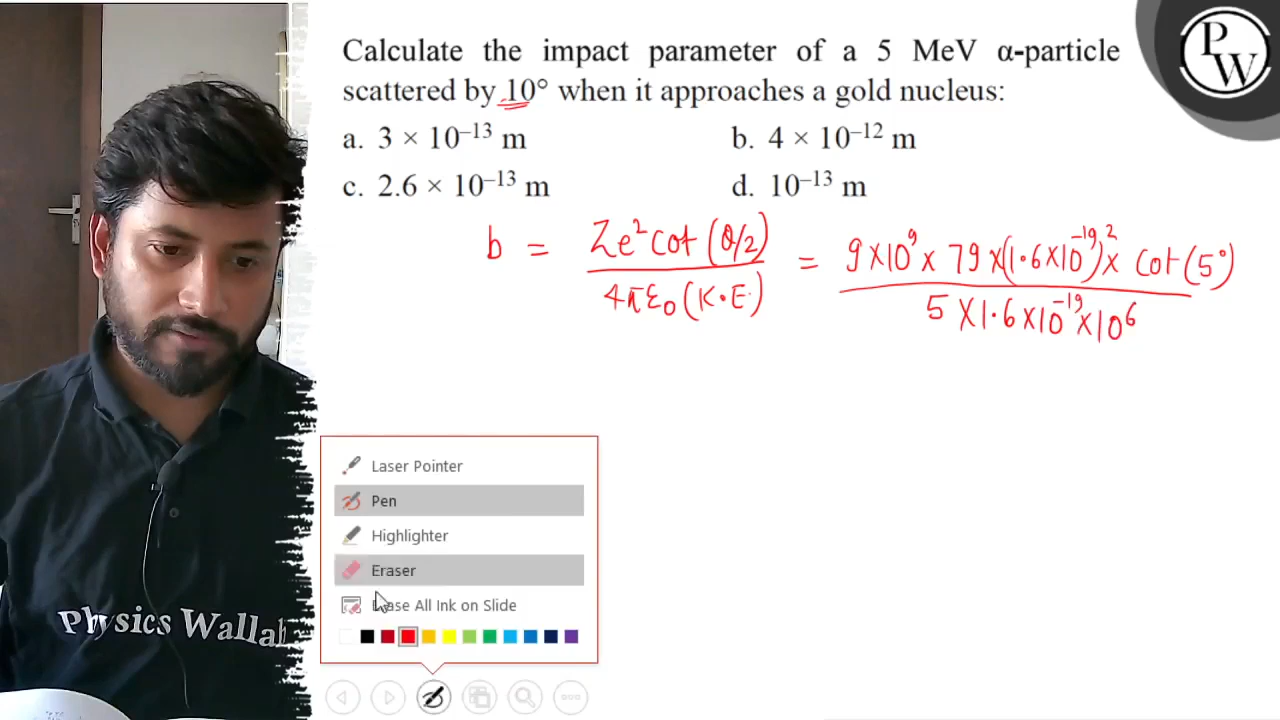 Calculate the impact parameter of a 5 MeV α-particle
scattered by 10° when it approaches a gold nucleus:
a. 3 × 10⁻¹³ m
b. 4 × 10⁻¹² m
c. 2.6 × 10⁻¹³ m
d. 10⁻¹³ m
b = Ze² cot (θ/2) / 4πε₀ (K.E.) = 9×10⁹ × 79 × (1.6×10⁻¹⁹)² × cot (5°) / 5 × 1.6×10⁻¹⁹ × 10⁶
PW
Physics Wallah
Laser Pointer
Pen
Highlighter
Eraser
ase All Ink on Slide